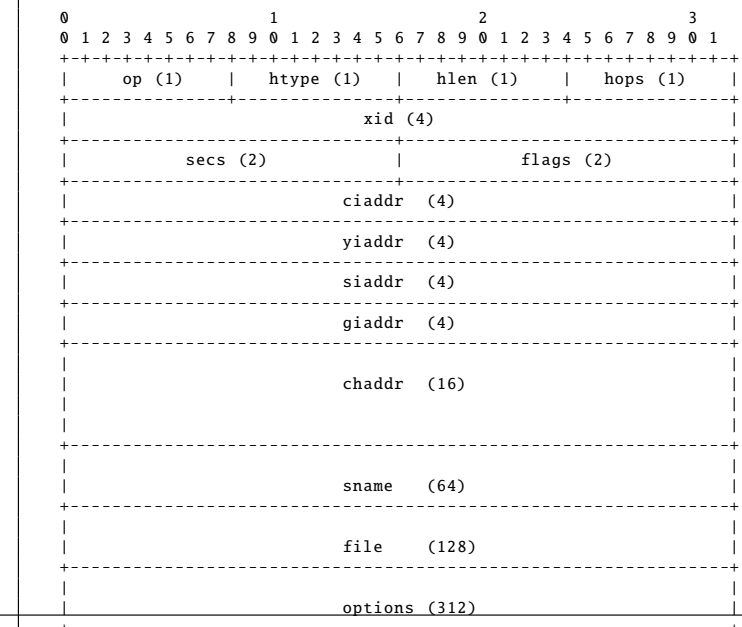 0                   1                   2                   3
0 1 2 3 4 5 6 7 8 9 0 1 2 3 4 5 6 7 8 9 0 1 2 3 4 5 6 7 8 9 0 1
+-+-+-+-+-+-+-+-+-+-+-+-+-+-+-+-+-+-+-+-+-+-+-+-+-+-+-+-+-+-+-+-+
|     op (1)    |   htype (1)   |   hlen (1)    |   hops (1)    |
+---------------+---------------+---------------+---------------+
|                            xid (4)                            |
+-------------------------------+-------------------------------+
|           secs (2)            |           flags (2)           |
+-------------------------------+-------------------------------+
|                          ciaddr  (4)                          |
+---------------------------------------------------------------+
|                          yiaddr  (4)                          |
+---------------------------------------------------------------+
|                          siaddr  (4)                          |
+---------------------------------------------------------------+
|                          giaddr  (4)                          |
+---------------------------------------------------------------+
|                                                               |
|                          chaddr  (16)                         |
|                                                               |
|                                                               |
+---------------------------------------------------------------+
|                                                               |
|                          sname   (64)                         |
+---------------------------------------------------------------+
|                                                               |
|                          file    (128)                        |
+---------------------------------------------------------------+
|                                                               |
|                          options (312)                        |